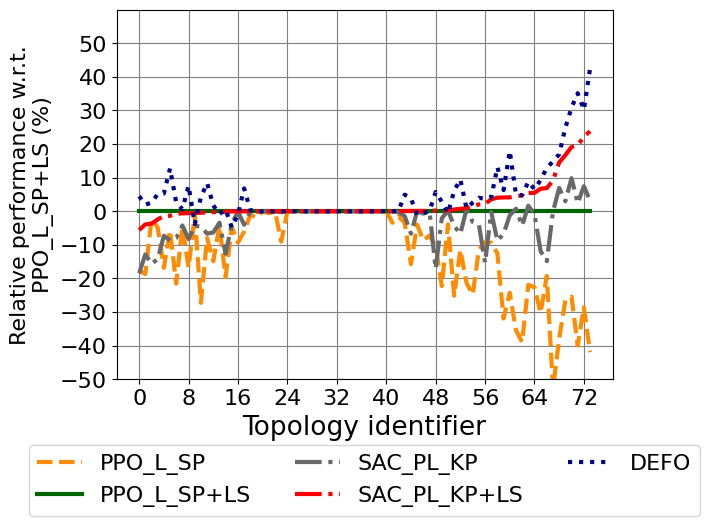 Relative performance w.r.t.
PPO_L_SP+LS (%)
50
40
30
20
10
0
−10
−20
−30
−40
−50
0 8 16 24 32 40 48 56 64 72
Topology identifier
PPO_L_SP SAC_PL_KP DEFO
PPO_L_SP+LS SAC_PL_KP+LS